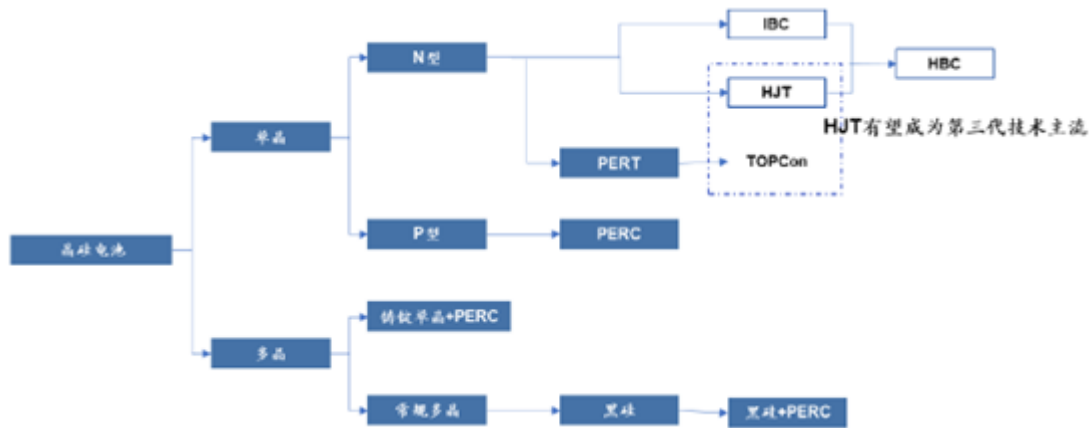 IBC
N型
HBC
HJT
HJT有望成为第三代技术主流
单晶
PERT
TOPCon
P型
PERC
晶硅电池
铸锭单晶+PERC
多晶
常规多晶
黑硅
黑硅+PERC